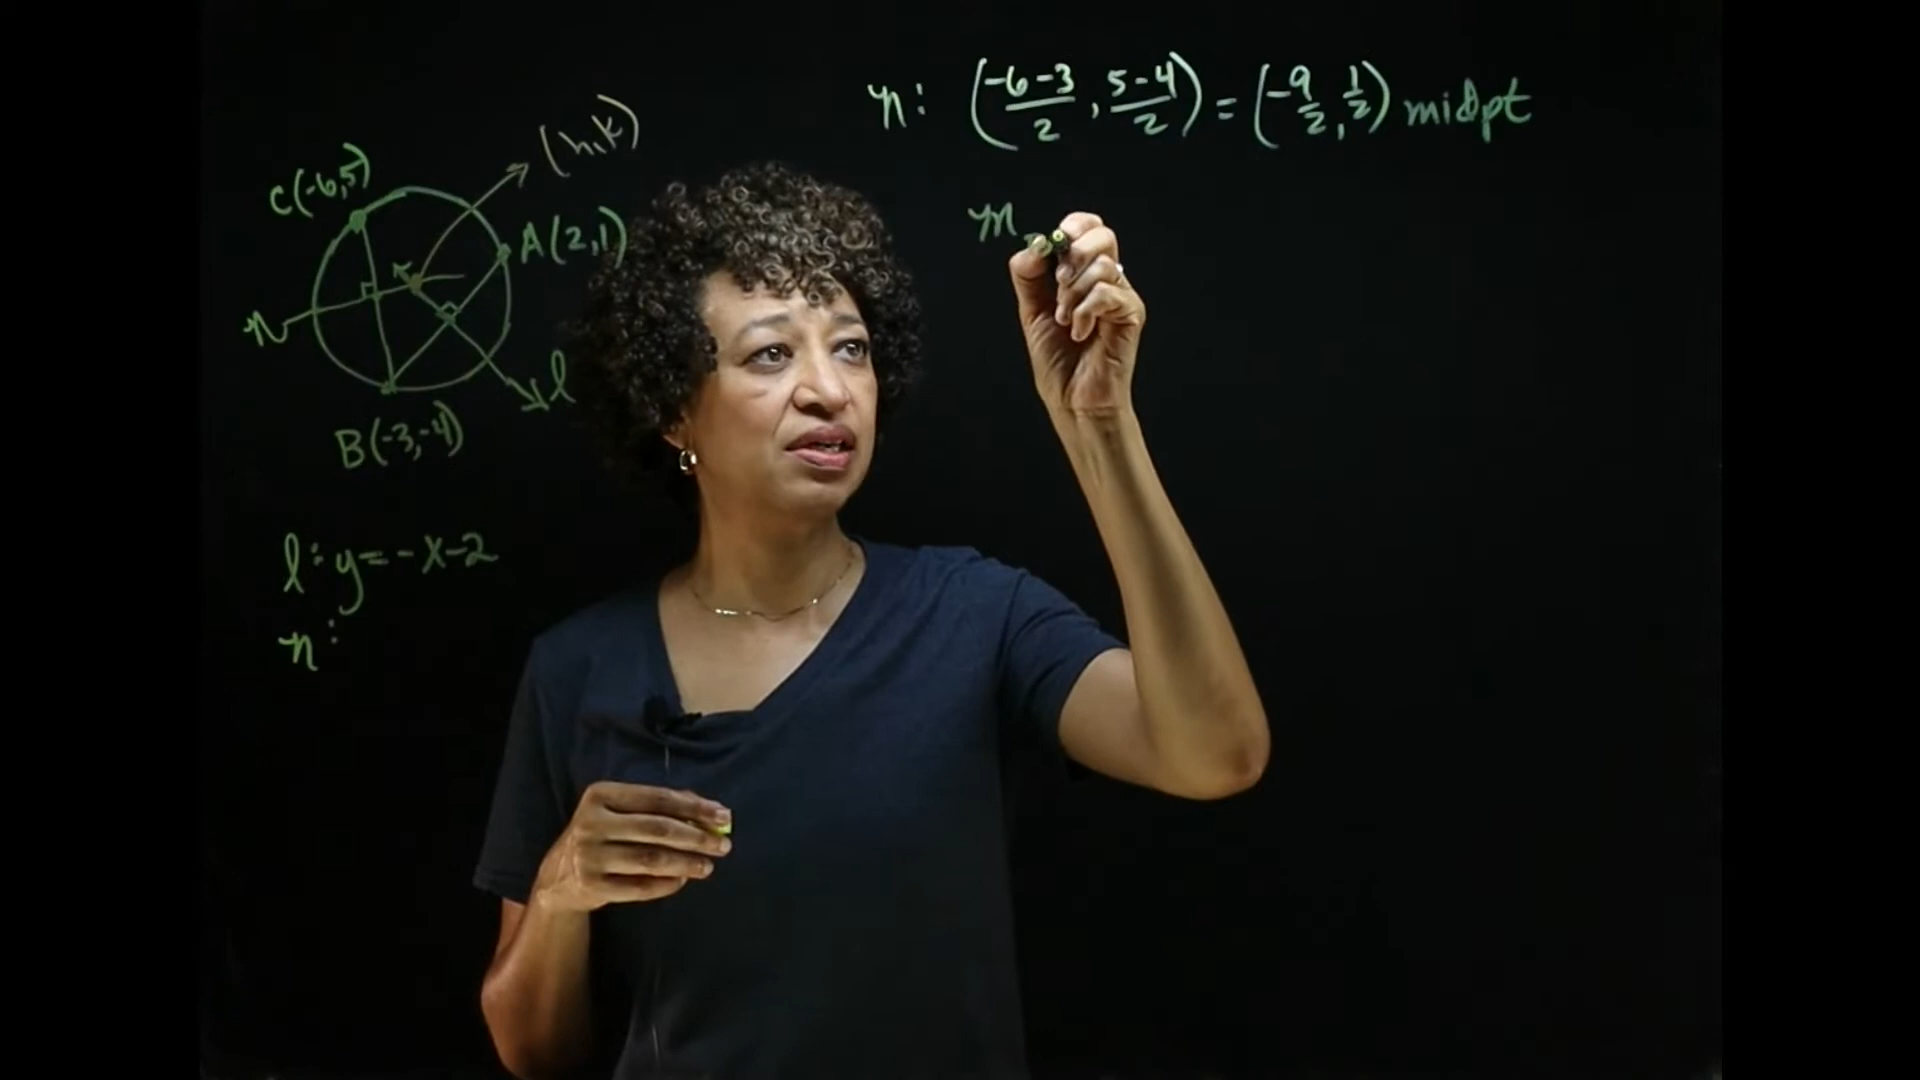 n: (-6-3/2, 5-4/2) = (-9/2, 1/2) midpt
(h,k)
C(-6,5)
A(2,1)
m
n
r
l
B(-3,-4)
l: y=-x-2
n: